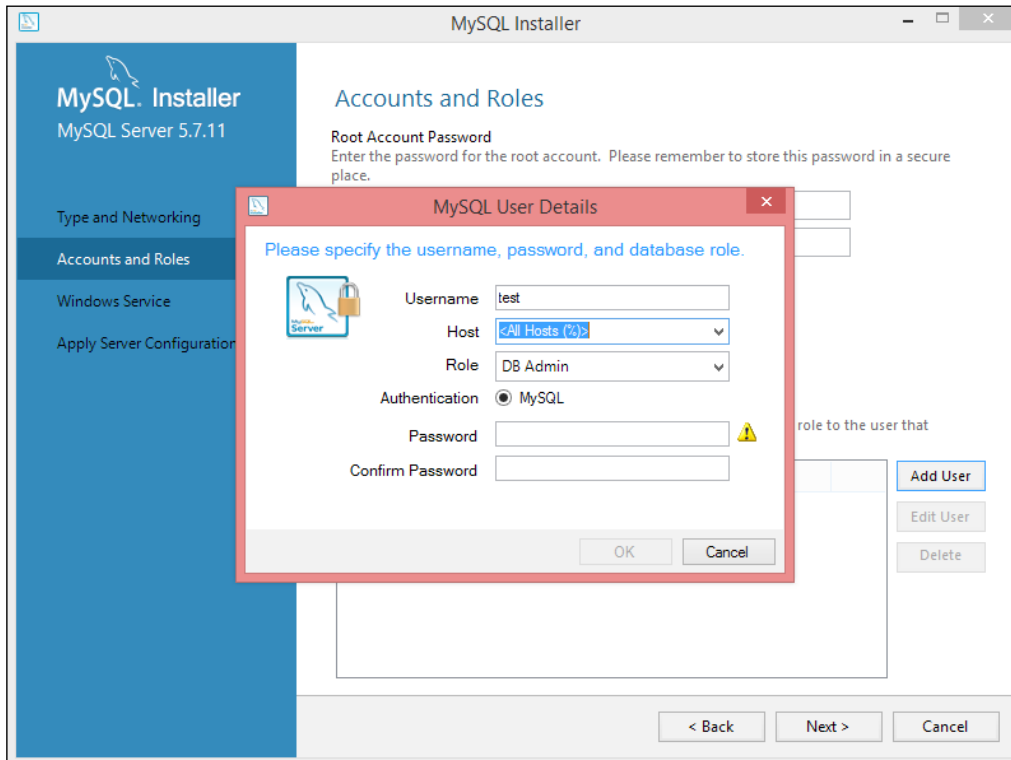 MySQL Installer
MySQL. Installer
MySQL Server 5.7.11
Type and Networking
Accounts and Roles
Windows Service
Apply Server Configuration
Accounts and Roles
Root Account Password
Enter the password for the root account. Please remember to store this password in a secure
place.
MySQL User Details
Please specify the username, password, and database role.
Server
Username test
Host <All Hosts (%)>
Role DB Admin
Authentication MySQL
Password
Confirm Password
OK Cancel
role to the user that
Add User
Edit User
Delete
< Back Next > Cancel